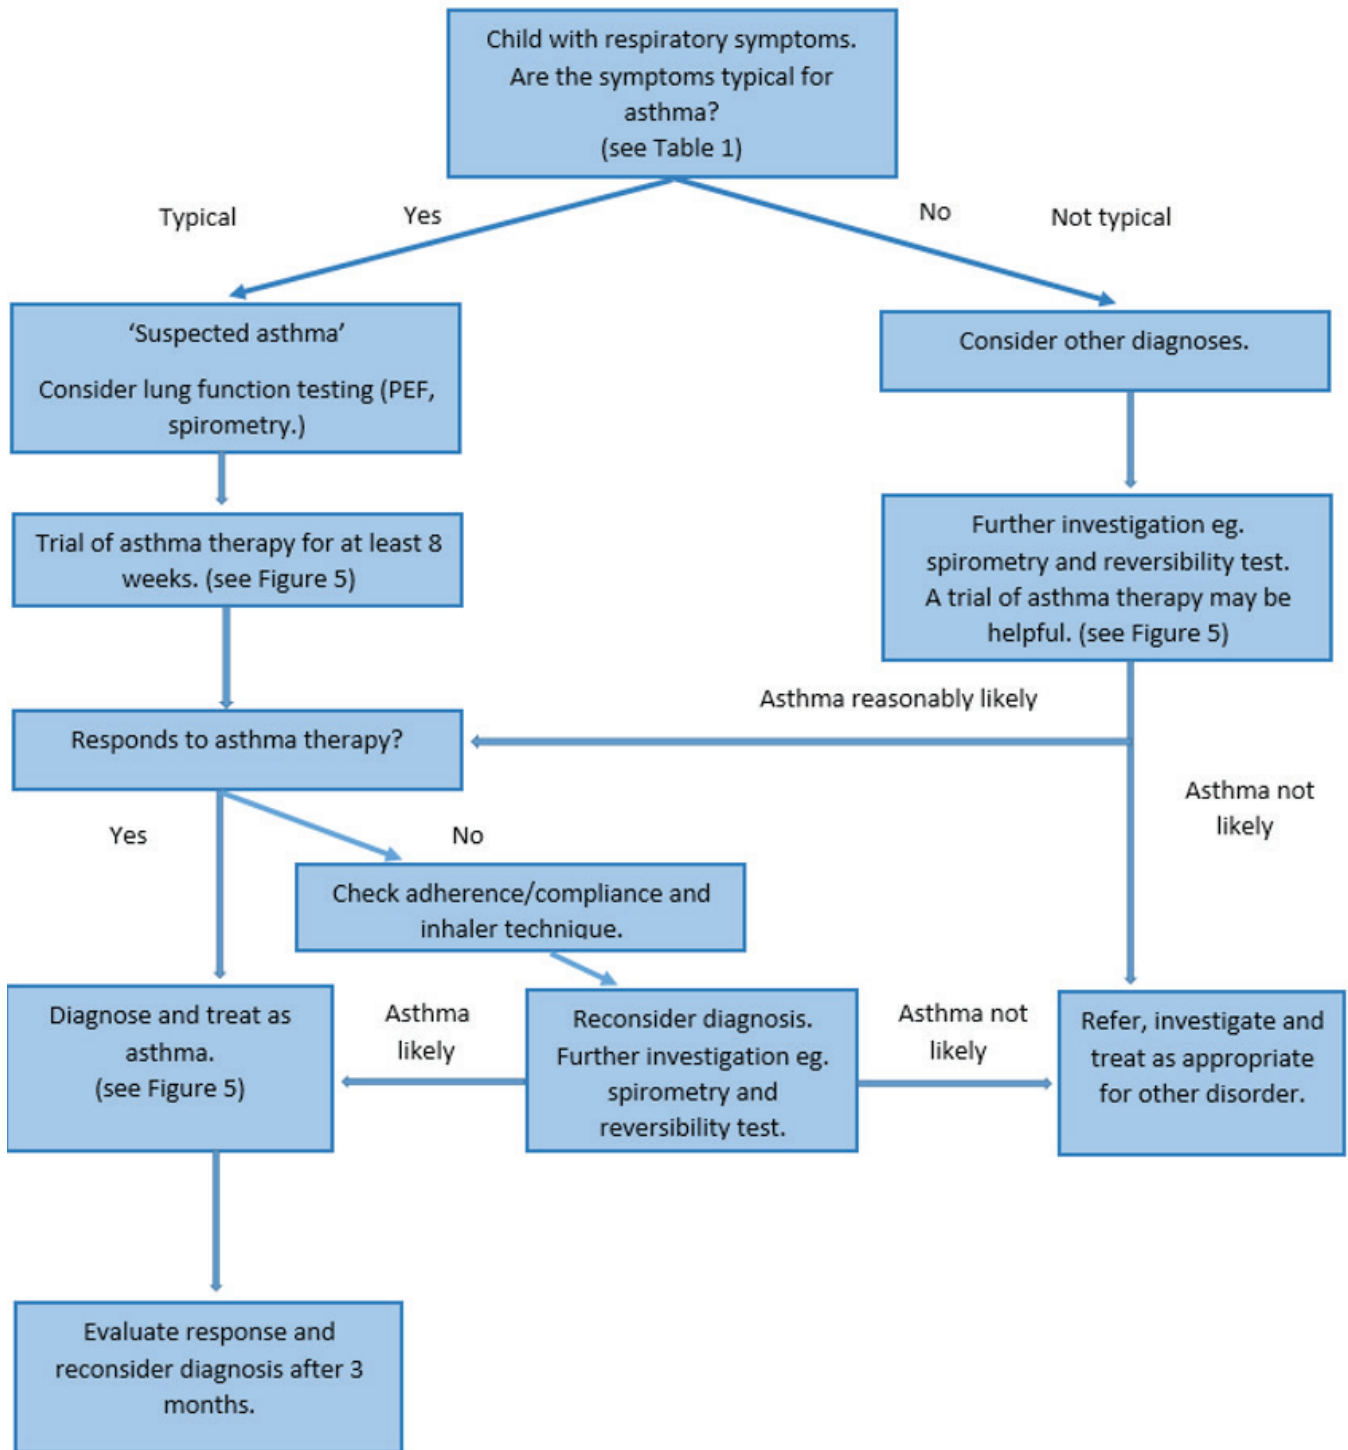 Child with respiratory symptoms.
Are the symptoms typical for
asthma?
(see Table 1)
Typical
Yes
No
Not typical
‘Suspected asthma’
Consider lung function testing (PEF,
spirometry.)
Consider other diagnoses.
Trial of asthma therapy for at least 8
weeks. (see Figure 5)
Further investigation eg.
spirometry and reversibility test.
A trial of asthma therapy may be
helpful. (see Figure 5)
Asthma reasonably likely
Responds to asthma therapy?
Asthma not
likely
Yes
No
Check adherence/compliance and
inhaler technique.
Diagnose and treat as
asthma.
(see Figure 5)
Asthma
likely
Reconsider diagnosis.
Further investigation eg.
spirometry and
reversibility test.
Asthma not
likely
Refer, investigate and
treat as appropriate
for other disorder.
Evaluate response and
reconsider diagnosis after 3
months.